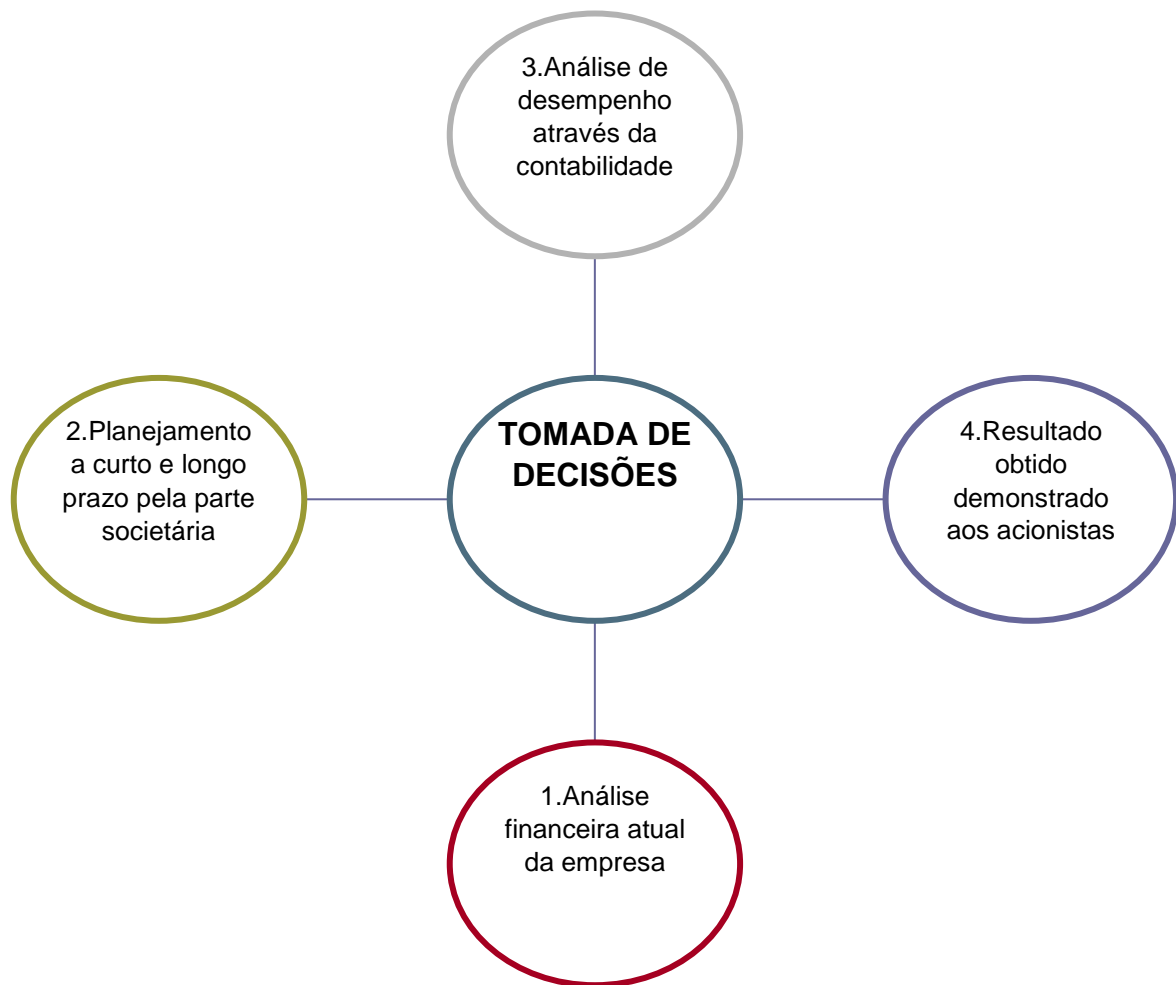 3.Análise de
desempenho
através da
contabilidade
2.Planejamento
a curto e longo
prazo pela parte
societária
TOMADA DE
DECISÕES
4.Resultado
obtido
demonstrado
aos acionistas
1.Análise
financeira atual
da empresa